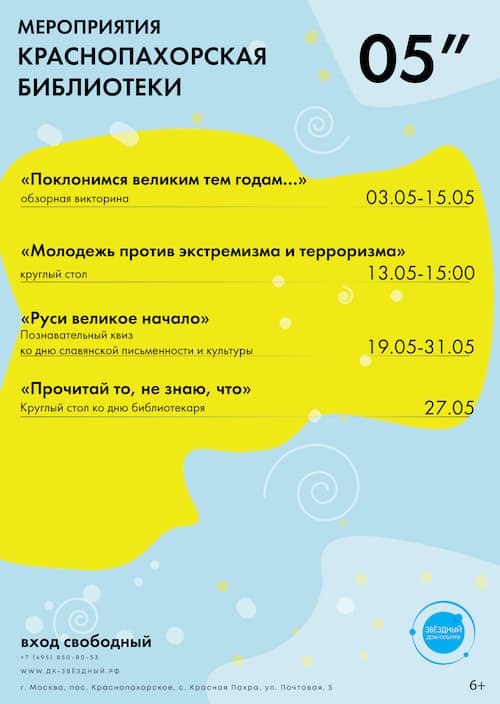 МЕРОПРИЯТИЯ
КРАСНОПАХОРСКАЯ
БИБЛИОТЕКИ
05”
«Поклонимся великим тем годам...»
обзорная викторина
03.05-15.05
«Молодежь против экстремизма и терроризма»
круглый стол
13.05-15:00
«Руси великое начало»
Познавательный квиз
ко дню славянской письменности и культуры
19.05-31.05
«Прочитай то, не знаю, что»
Круглый стол ко дню библиотекаря
27.05
вход свободный
+7 (495) 850-80-53
WWW.ДК-ЗВЁЗДНЫЙ.РФ
г. Москва, пос. Краснопахорское, с. Красная Пахра, ул. Почтовая, 5
ЗВЁЗДНЫЙ
ДОМ КУЛЬТУРЫ
6+